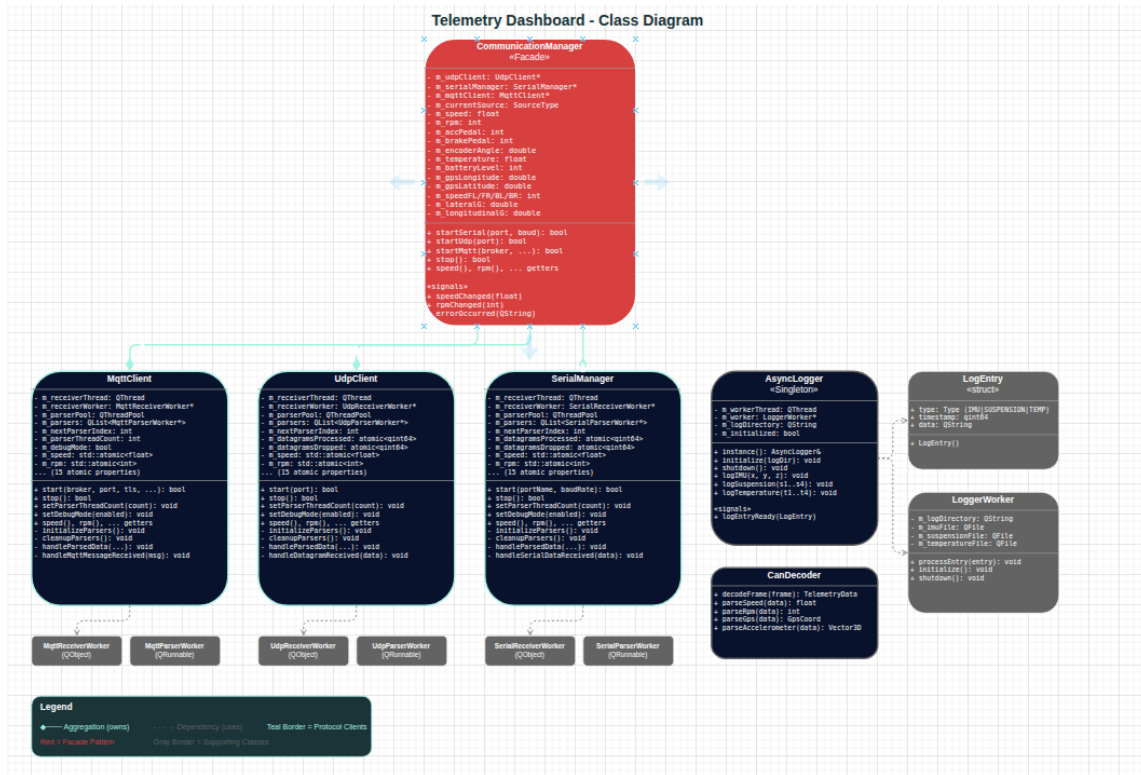 Telemetry Dashboard - Class Diagram
CommunicationManager
«Facade»
- m_udpClient: UdpClient*
- m_serialManager: SerialManager*
- m_mqttClient: MqttClient*
- m_currentSource: SourceType
- m_speed: float
- m_rpm: int
- m_accPedal: int
- m_brakePedal: int
- m_encoderAngle: double
- m_temperature: float
- m_batteryLevel: int
- m_gpsLongitude: double
- m_gpsLatitude: double
- m_speedFL/FR/BL/BR: int
- m_lateralG: double
- m_longitudinalG: double
+ startSerial(port, baud): bool
+ startUdp(port): bool
+ startMqtt(broker, ...): bool
+ stop(): bool
+ speed(), rpm(), ... getters
«signals»
+ speedChanged(float)
+ rpmChanged(int)
errorOccurred(QString)
MqttClient
- m_receiverThread: QThread
- m_receiverWorker: MqttReceiverWorker*
- m_parserPool: QThreadPool
- m_parsers: QList<MqttParserWorker*>
- m_nextParserIndex: int
- m_parserThreadCount: int
- m_debugMode: bool
- m_speed: std::atomic<float>
- m_rpm: std::atomic<int>
... (15 atomic properties)
+ start(broker, port, tls, ...): bool
+ stop(): bool
+ setParserThreadCount(count): void
+ setDebugMode(enabled): void
+ speed(), rpm(), ... getters
- initializeParsers(): void
- cleanupParsers(): void
- handleParsedData(...): void
- handleMqttMessageReceived(msg): void
UdpClient
- m_receiverThread: QThread
- m_receiverWorker: UdpReceiverWorker*
- m_parserPool: QThreadPool
- m_parsers: QList<UdpParserWorker*>
- m_nextParserIndex: int
- m_datagramsProcessed: atomic<qint64>
- m_datagramsDropped: atomic<qint64>
- m_speed: std::atomic<float>
- m_rpm: std::atomic<int>
... (15 atomic properties)
+ start(port): bool
+ stop(): bool
+ setParserThreadCount(count): void
+ setDebugMode(enabled): void
+ speed(), rpm(), ... getters
- initializeParsers(): void
- cleanupParsers(): void
- handleParsedData(...): void
- handleDatagramReceived(data): void
SerialManager
- m_receiverThread: QThread
- m_receiverWorker: SerialReceiverWorker*
- m_parserPool: QThreadPool
- m_parsers: QList<SerialParserWorker*>
- m_nextParserIndex: int
- m_datagramsProcessed: atomic<qint64>
- m_datagramsDropped: atomic<qint64>
- m_speed: std::atomic<float>
- m_rpm: std::atomic<int>
... (15 atomic properties)
+ start(portName, baudRate): bool
+ stop(): bool
+ setParserThreadCount(count): void
+ setDebugMode(enabled): void
+ speed(), rpm(), ... getters
- initializeParsers(): void
- cleanupParsers(): void
- handleParsedData(...): void
- handleSerialDataReceived(data): void
AsyncLogger
«Singleton»
- m_workerThread: QThread
- m_worker: LoggerWorker*
- m_logDirectory: QString
- m_initialized: bool
+ instance(): AsyncLogger&
+ initialize(logDir): void
+ shutdown(): void
+ logIMU(x, y, z): void
+ logSuspension(s1..s4): void
+ logTemperature(t1..t4): void
«signals»
+ logEntryReady(LogEntry)
LogEntry
«struct»
+ type: Type (IMU|SUSPENSION|TEMP)
+ timestamp: qint64
+ data: QString
+ LogEntry()
LoggerWorker
- m_logDirectory: QString
- m_imuFile: QFile
- m_suspensionFile: QFile
- m_temperatureFile: QFile
+ processEntry(entry): void
+ initialize(): void
+ shutdown(): void
CanDecoder
+ decodeFrame(frame): TelemetryData
+ parseSpeed(data): float
+ parseRpm(data): int
+ parseGps(data): GpsCoord
+ parseAccelerometer(data): Vector3D
MqttReceiverWorker
(QObject)
MqttParserWorker
(QRunnable)
UdpReceiverWorker
(QObject)
UdpParserWorker
(QRunnable)
SerialReceiverWorker
(QObject)
SerialParserWorker
(QRunnable)
Legend
◆—— Aggregation (owns)
- - - → Dependency (uses)
Teal Border = Protocol Clients
Red = Facade Pattern
Gray Border = Supporting Classes